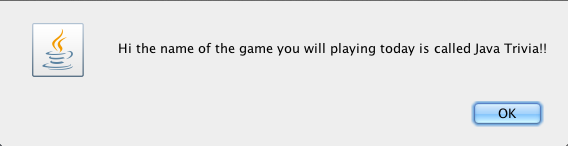 Hi the name of the game you will playing today is called Java Trivia!!
OK